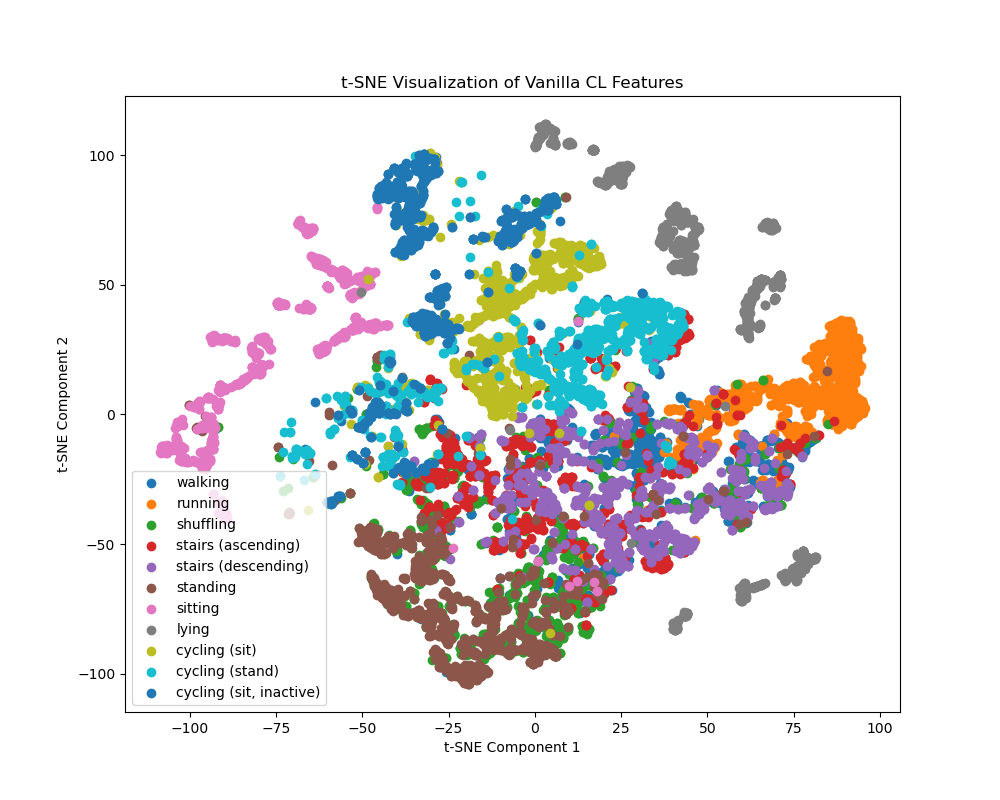 t-SNE Visualization of Vanilla CL Features
t-SNE Component 2
100
50
0
−50
−100
walking
running
shuffling
stairs (ascending)
stairs (descending)
standing
sitting
lying
cycling (sit)
cycling (stand)
cycling (sit, inactive)
−100 −75 −50 −25 0 25 50 75 100
t-SNE Component 1